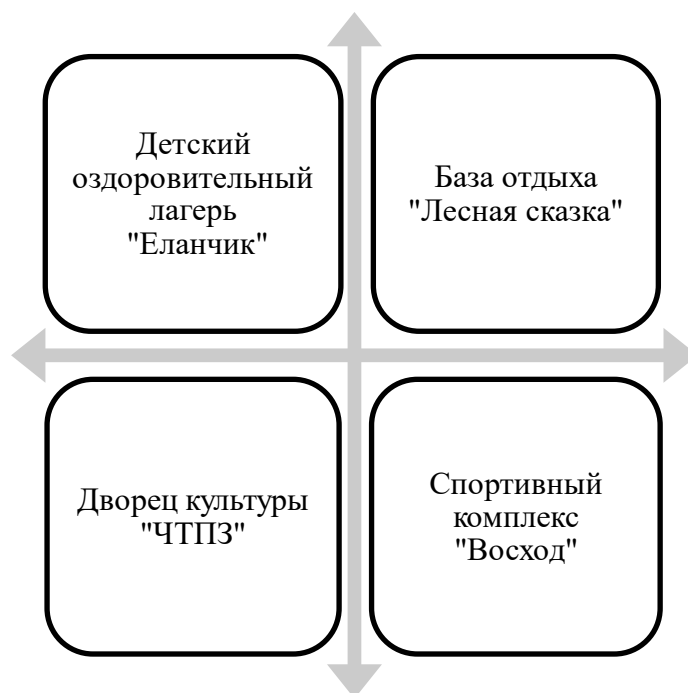 Детский
оздоровительный
лагерь
"Еланчик"
База отдыха
"Лесная сказка"
Дворец культуры
"ЧТПЗ"
Спортивный
комплекс
"Восход"